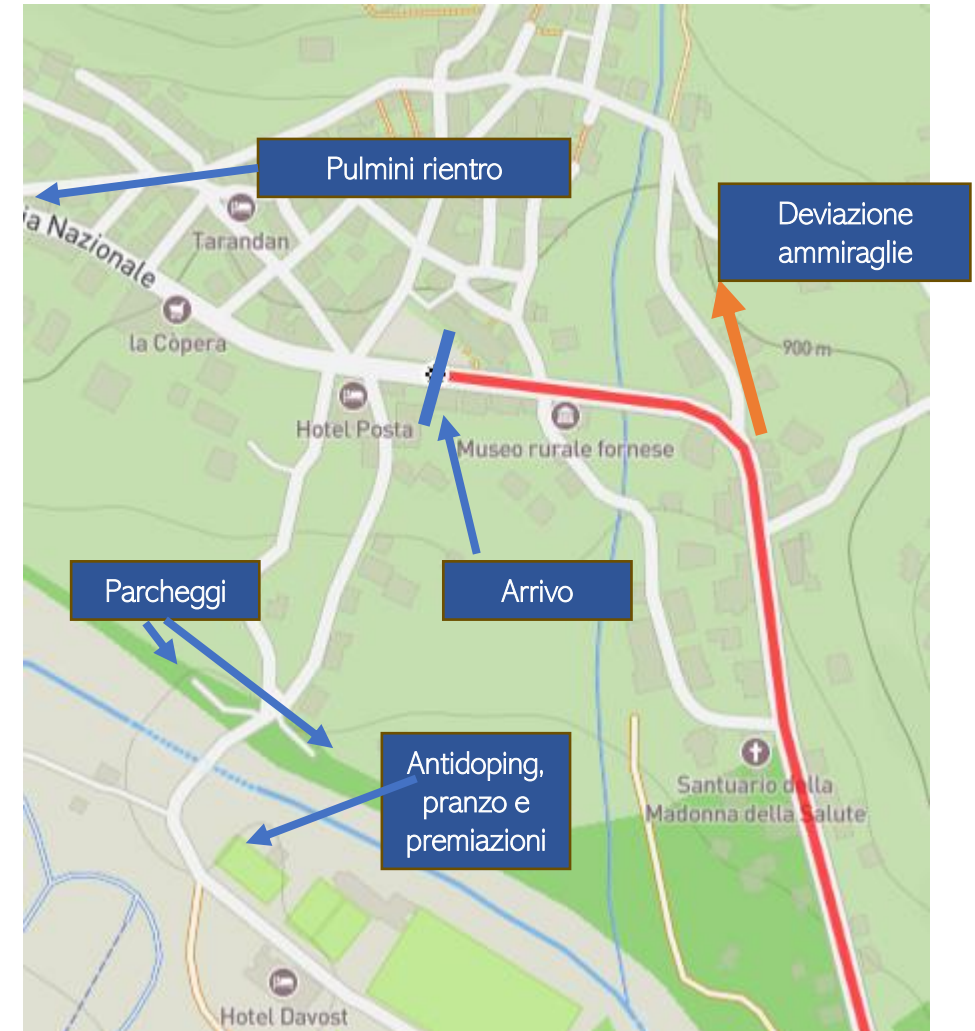 Pulmini rientro
Deviazione
ammiraglie
ia Nazionale
Tarandan
la Còpera
900 m
Hotel Posta
Museo rurale fornese
Parcheggi
Arrivo
Antidoping,
pranzo e
premiazioni
Santuario della
Madonna della Salute
Hotel Davost